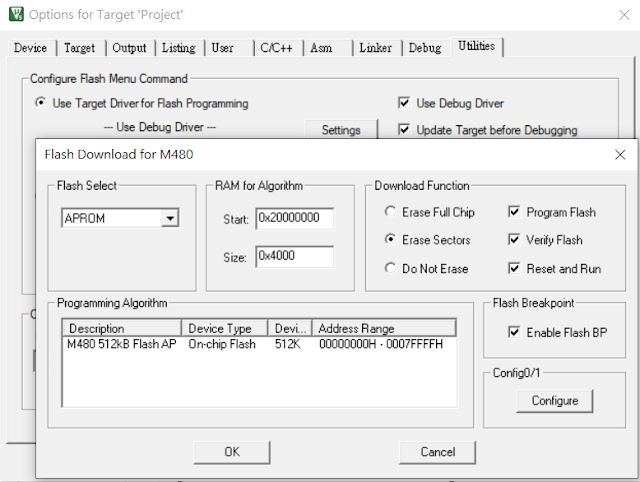 Options for Target 'Project'
Device Target Output Listing User C/C++ Asm Linker Debug Utilities
Configure Flash Menu Command
Use Target Driver for Flash Programming
Use Debug Driver
--- Use Debug Driver ---
Settings
Update Target before Debugging
Flash Download for M480
Flash Select
APROM
RAM for Algorithm
Start: 0x20000000
Size: 0x4000
Download Function
Erase Full Chip
Program Flash
Erase Sectors
Verify Flash
Do Not Erase
Reset and Run
Programming Algorithm
Description Device Type Devi... Address Range
M480 512kB Flash AP On-chip Flash 512K 00000000H - 0007FFFFH
Flash Breakpoint
Enable Flash BP
Config0/1
Configure
OK
Cancel